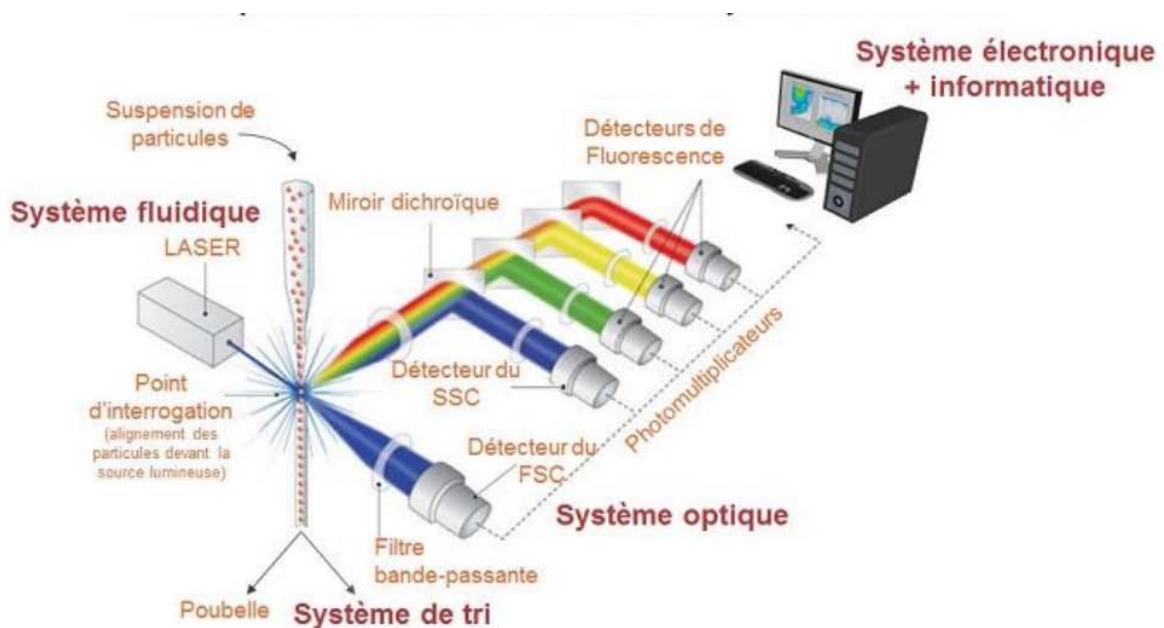 Système électronique
+ informatique
Suspension de
particules
Détecteurs de
Fluorescence
Système fluidique
Miroir dichroïque
LASER
Point
d'interrogation
(alignement des
particules devant la
source lumineuse)
Détecteur du
SSC
Photomultiplicateurs
Détecteur du
FSC
Système optique
Filtre
bande-passante
Poubelle
Système de tri